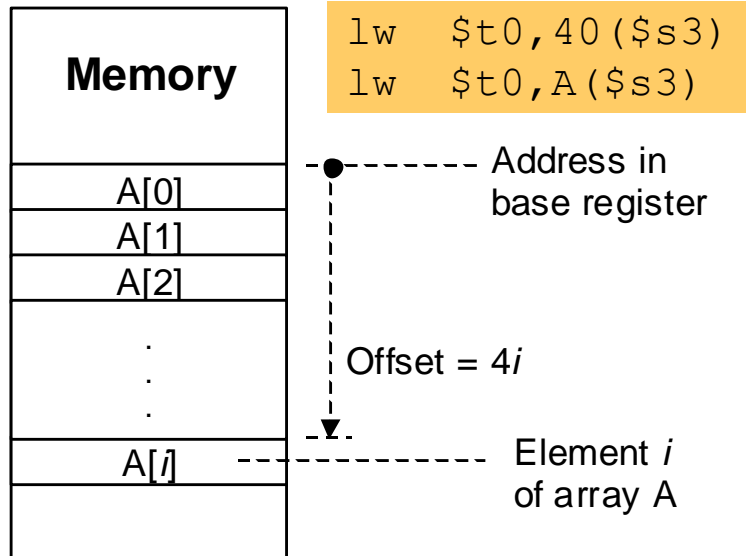 Memory
lw $t0,40($s3)
lw $t0,A($s3)
A[0]
A[1]
A[2]
.
.
.
A[i]
Address in
base register
Offset = 4i
Element i
of array A